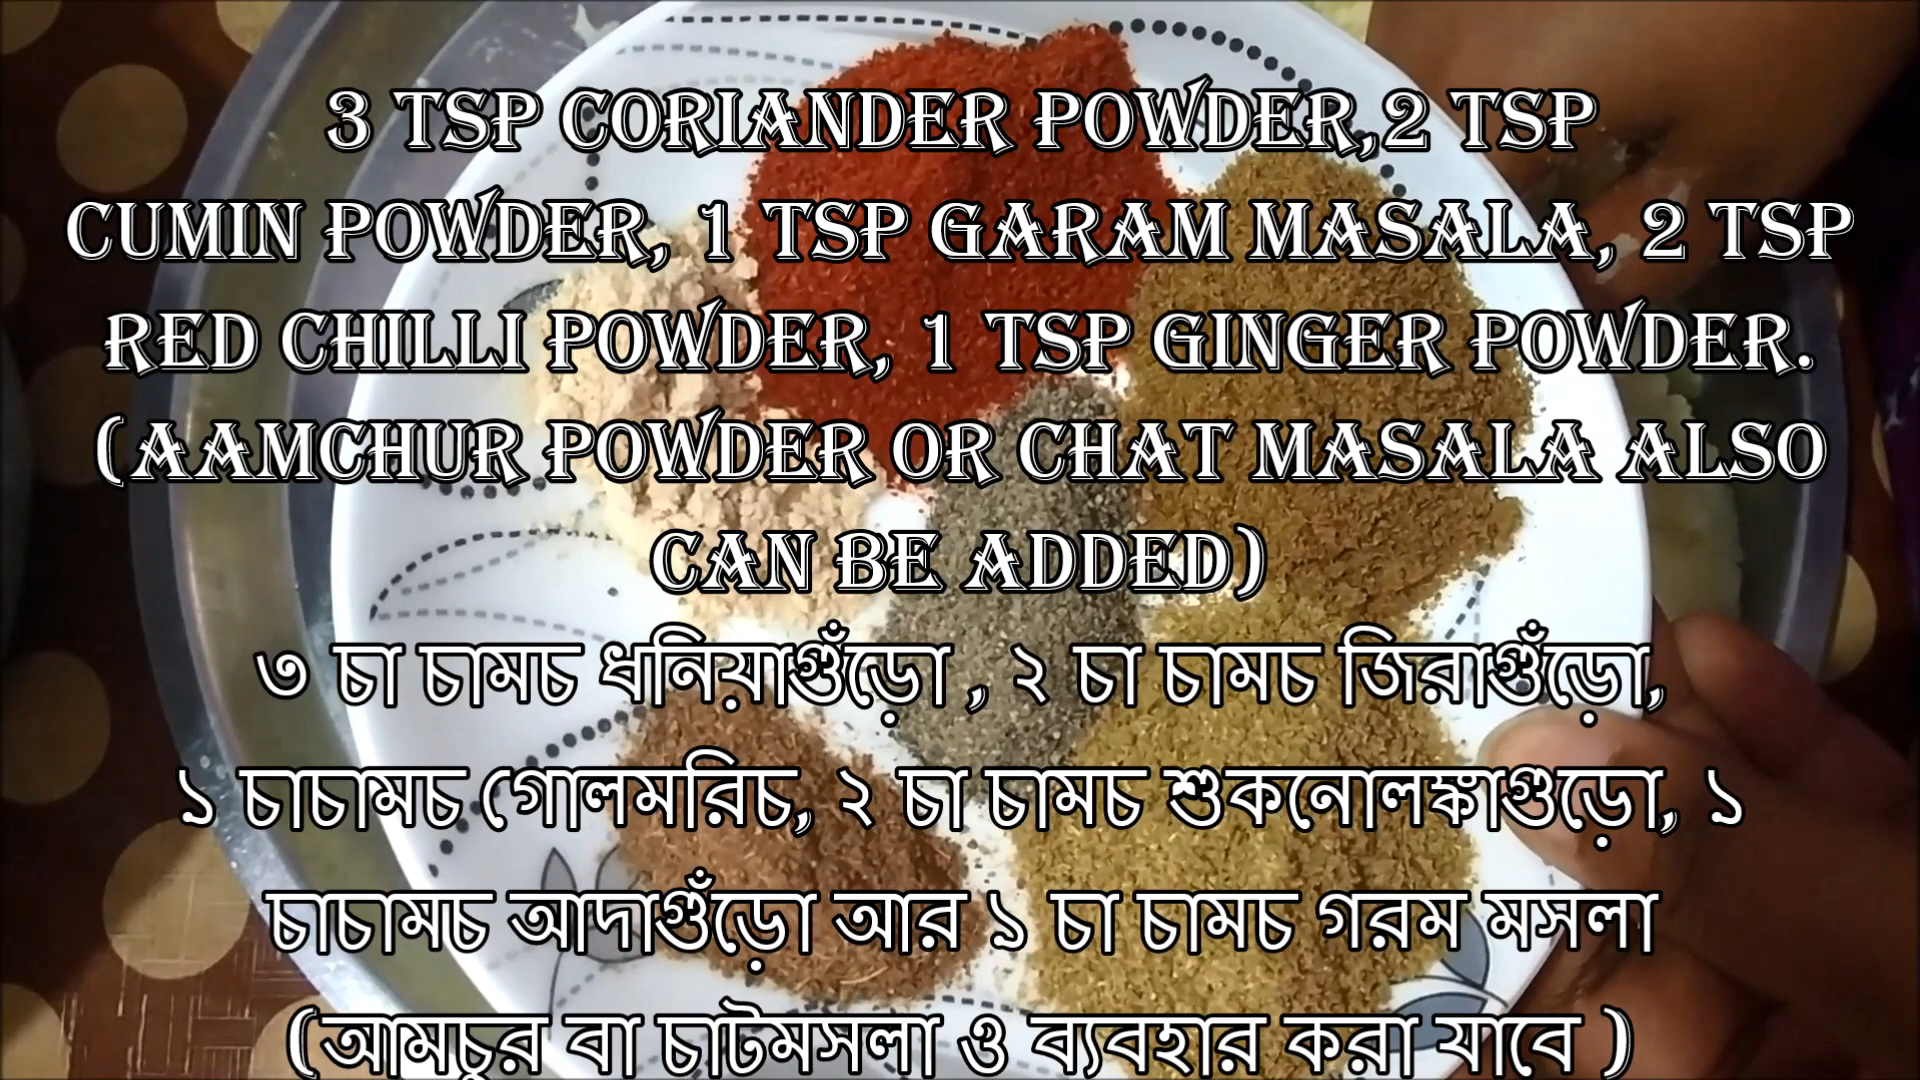 3 TSP CORIANDER POWDER,2 TSP
CUMIN POWDER, 1 TSP GARAM MASALA, 2 TSP
RED CHILLI POWDER, 1 TSP GINGER POWDER.
(AAMCHUR POWDER OR CHAT MASALA ALSO
CAN BE ADDED)
৩ চা চামচ ধনিয়াগুঁড়ো , ২ চা চামচ জিরাগুঁড়ো,
১ চাচামচ গোলমরিচ, ২ চা চামচ শুকনোলঙ্কাগুড়ো, ১
চাচামচ আদাগুঁড়ো আর ১ চা চামচ গরম মসলা
(আমচুর বা চাটমসলা ও ব্যবহার করা যাবে )